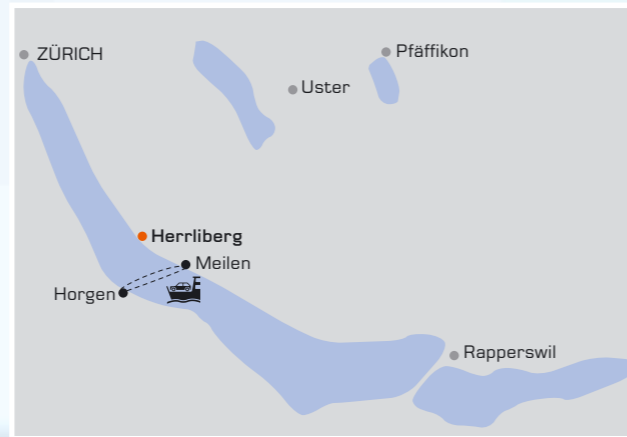 ZÜRICH
Pfäffikon
Uster
Herrliberg
Meilen
Horgen
Rapperswil